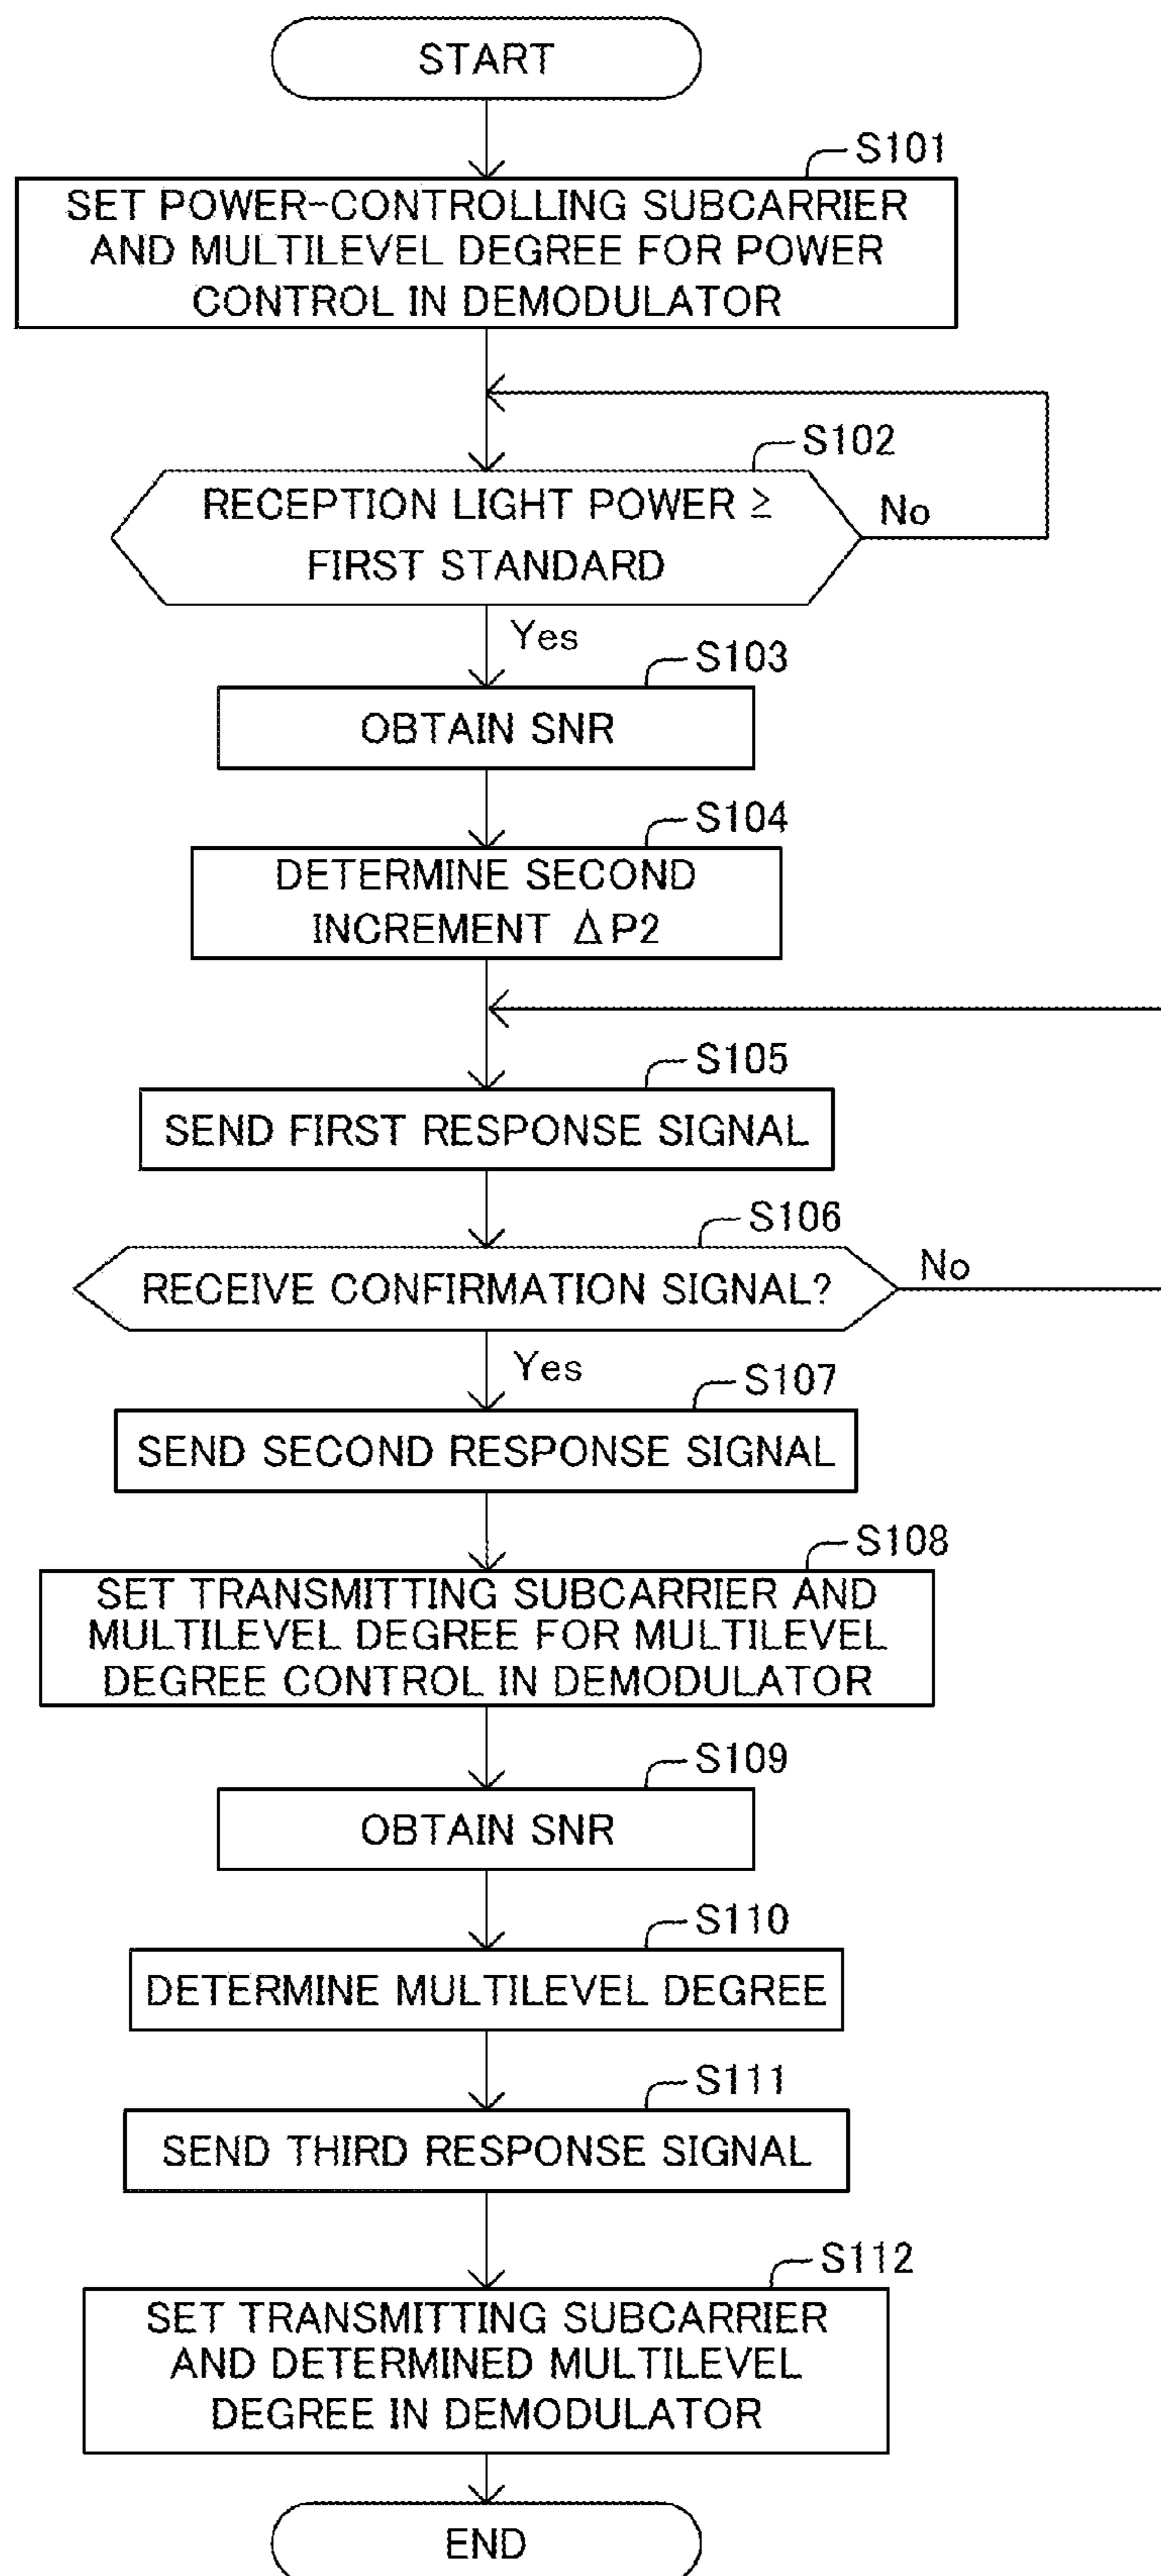 START
S101
SET POWER-CONTROLLING SUBCARRIER
AND MULTILEVEL DEGREE FOR POWER
CONTROL IN DEMODULATOR
S102
RECEPTION LIGHT POWER ≥
FIRST STANDARD
No
Yes
S103
OBTAIN SNR
S104
DETERMINE SECOND
INCREMENT ΔP2
S105
SEND FIRST RESPONSE SIGNAL
S106
RECEIVE CONFIRMATION SIGNAL?
No
Yes
S107
SEND SECOND RESPONSE SIGNAL
S108
SET TRANSMITTING SUBCARRIER AND
MULTILEVEL DEGREE FOR MULTILEVEL
DEGREE CONTROL IN DEMODULATOR
S109
OBTAIN SNR
S110
DETERMINE MULTILEVEL DEGREE
S111
SEND THIRD RESPONSE SIGNAL
S112
SET TRANSMITTING SUBCARRIER
AND DETERMINED MULTILEVEL
DEGREE IN DEMODULATOR
END